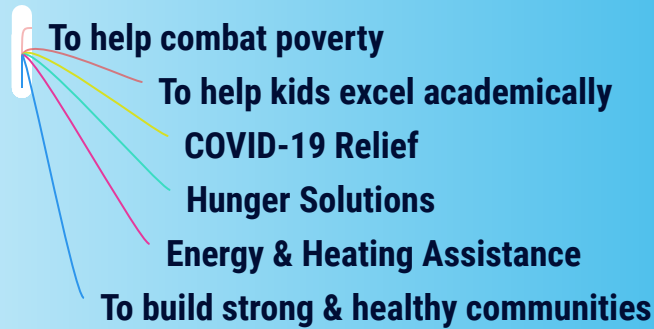 To help combat poverty
To help kids excel academically
COVID-19 Relief
Hunger Solutions
Energy & Heating Assistance
To build strong & healthy communities